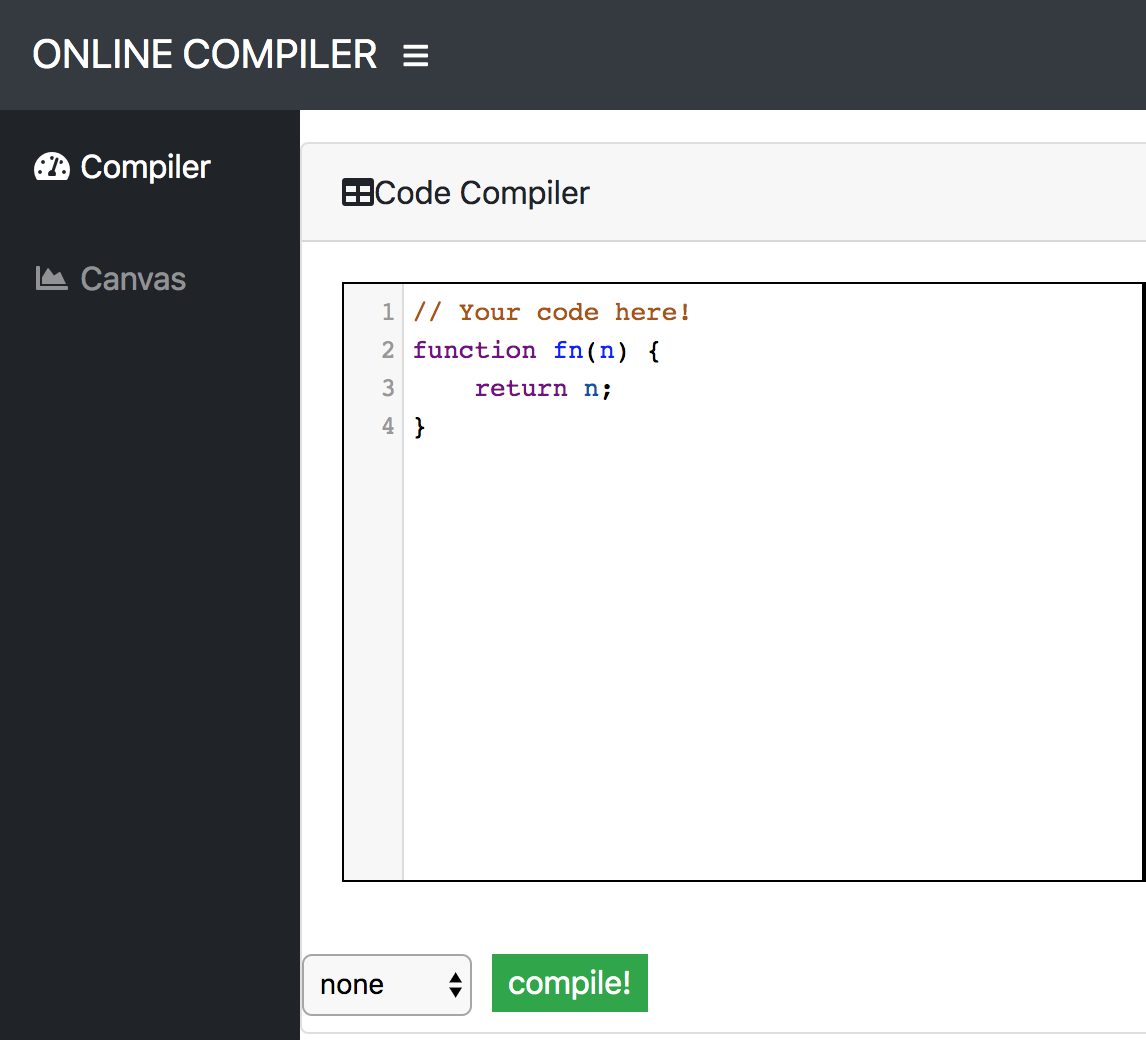 ONLINE COMPILER
Compiler
Canvas
Code Compiler
1 // Your code here!
2 function fn(n) {
3     return n;
4 }
none
compile!